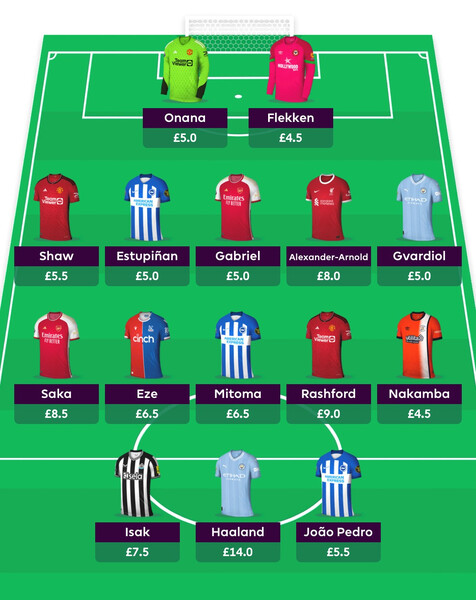 Onana Flekken
£5.0 £4.5
Shaw Estupiñan Gabriel Alexander-Arnold Gvardiol
£5.5 £5.0 £5.0 £8.0 £5.0
Saka Eze Mitoma Rashford Nakamba
£8.5 £6.5 £6.5 £9.0 £4.5
Isak Haaland João Pedro
£7.5 £14.0 £5.5